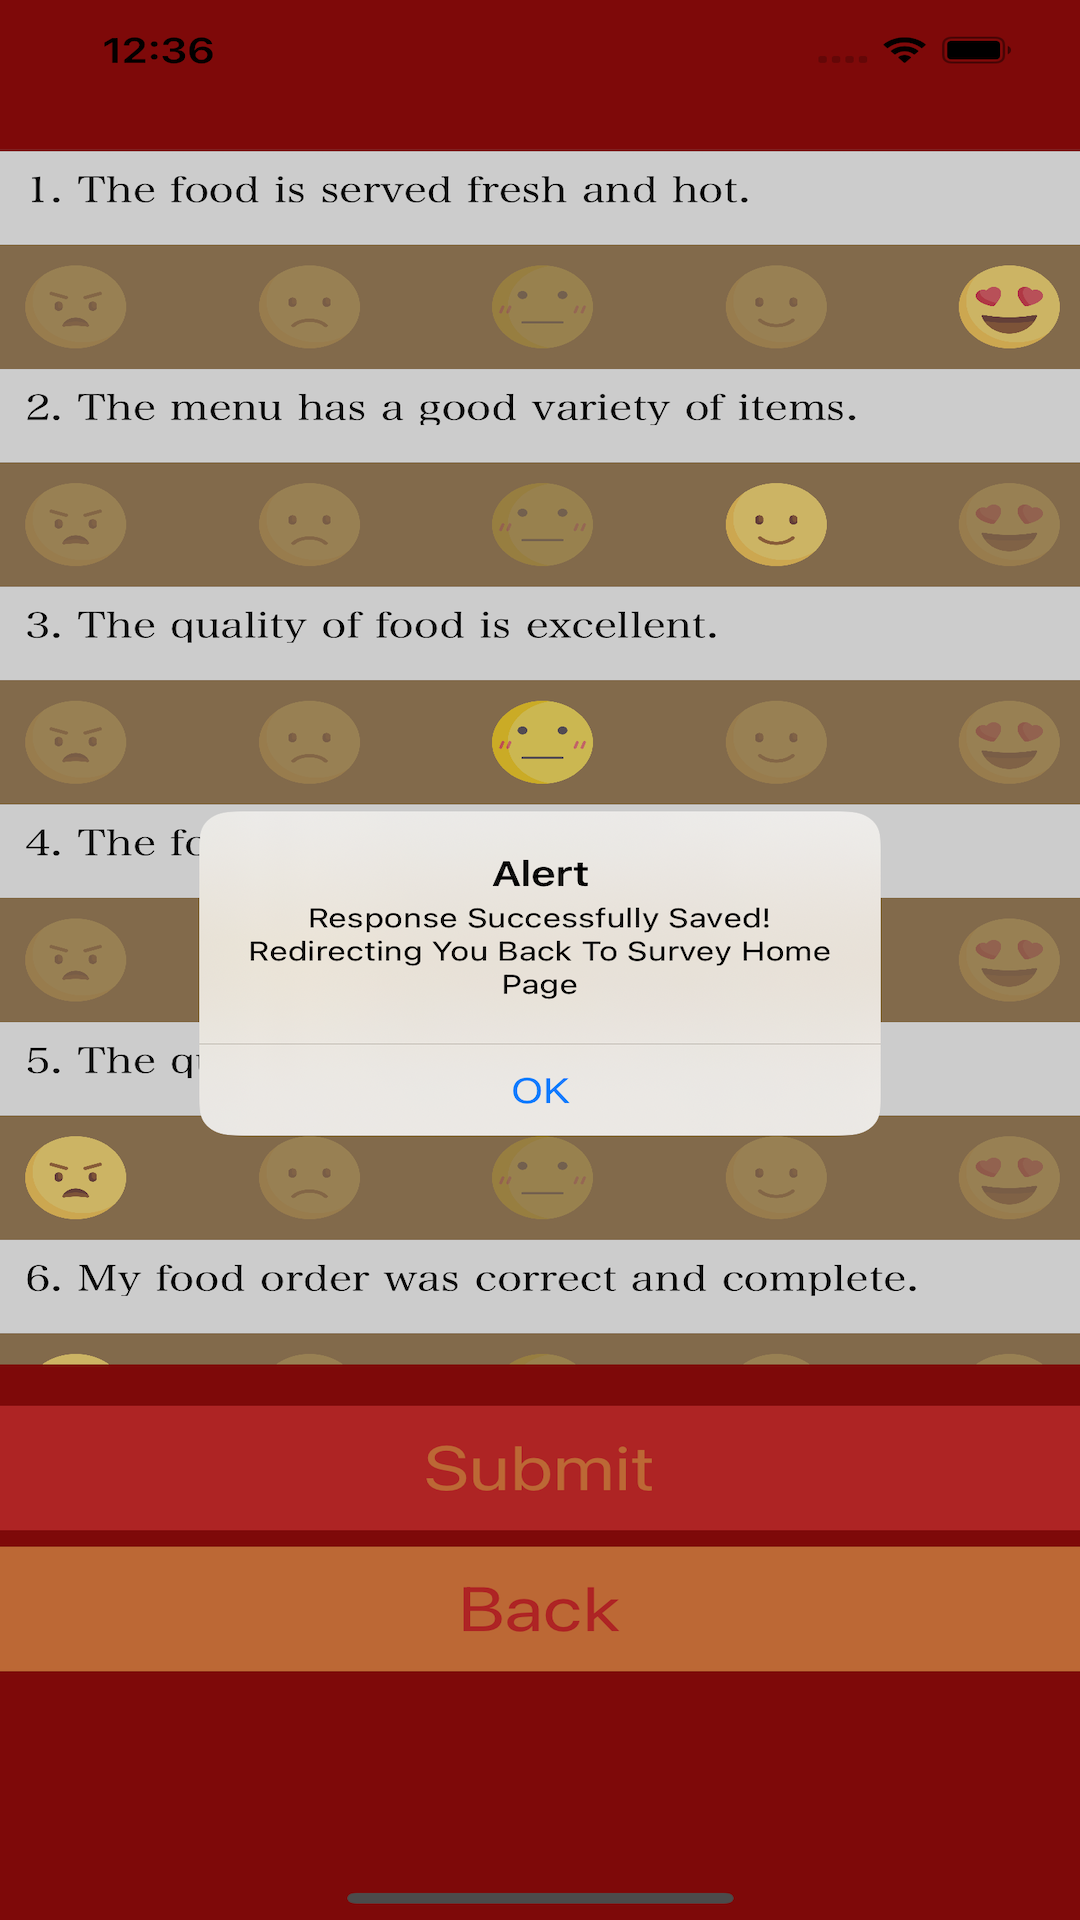 12:36
1. The food is served fresh and hot.
2. The menu has a good variety of items.
3. The quality of food is excellent.
4. The
Alert
Response Successfully Saved!
Redirecting You Back To Survey Home
Page
OK
5. The
6. My food order was correct and complete.
Submit
Back